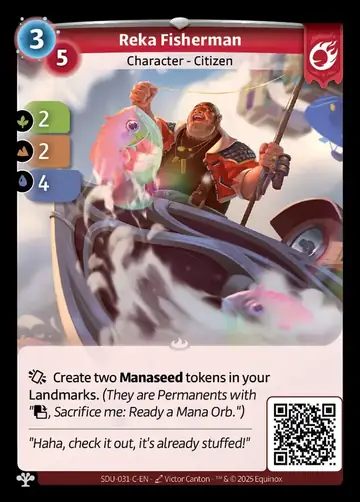 3
Reka Fisherman
5
Character - Citizen
2
2
4
Create two Manaseed tokens in your
Landmarks. (They are Permanents with
", Sacrifice me: Ready a Mana Orb.")
"Haha, check it out, it's already stuffed!"
SDU-031-C-EN - Victor Canton - ™ & © 2025 Equinox